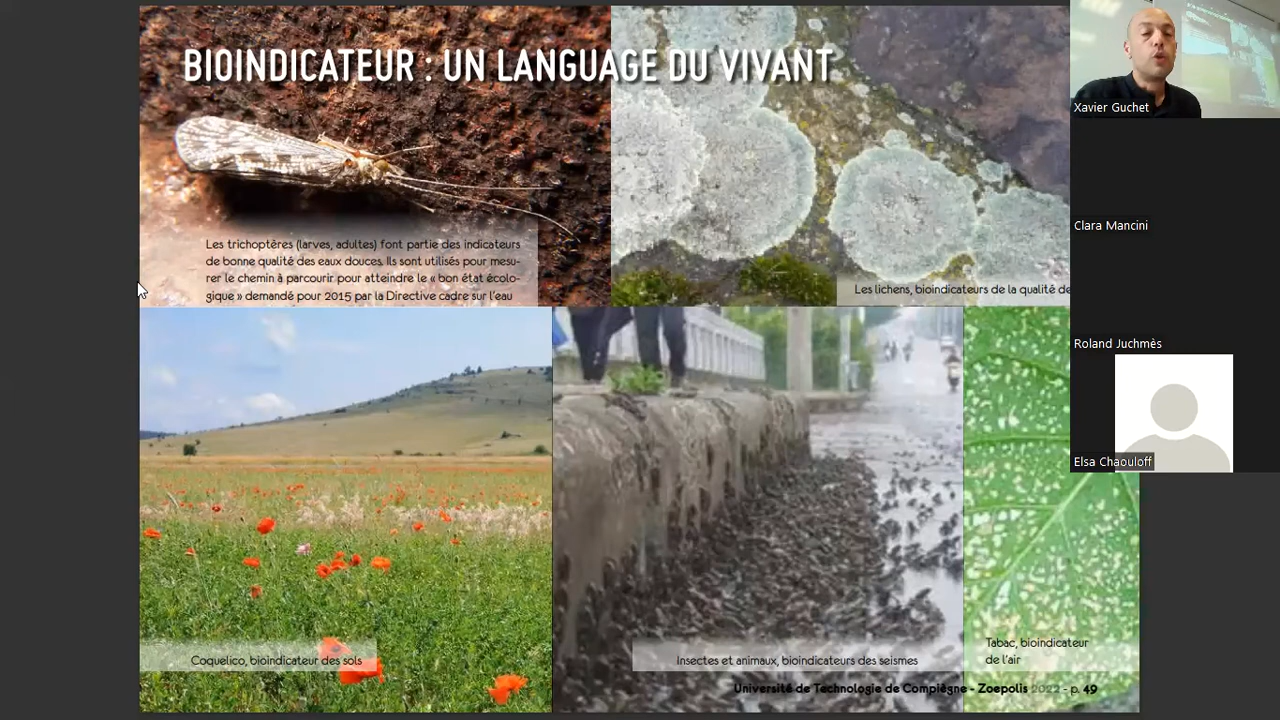 BIOINDICATEUR : UN LANGUAGE DU VIVANT
Les trichoptères (larves, adultes) font partie des indicateurs
de bonne qualité des eaux douces. Ils sont utilisés pour mesu-
rer le chemin à parcourir pour atteindre le « bon état écolo-
gique » demandé pour 2015 par la Directive cadre sur l'eau
Les lichens, bioindicateurs de la qualité de
Coquelico, bioindicateur des sols
Insectes et animaux, bioindicateurs des seismes
Tabac, bioindicateur
de l'air
Université de Technologie de Compiègne - Zoepolis 2022 - p. 49
Xavier Guchet
Clara Mancini
Roland Juchmès
Elsa Chaouloff